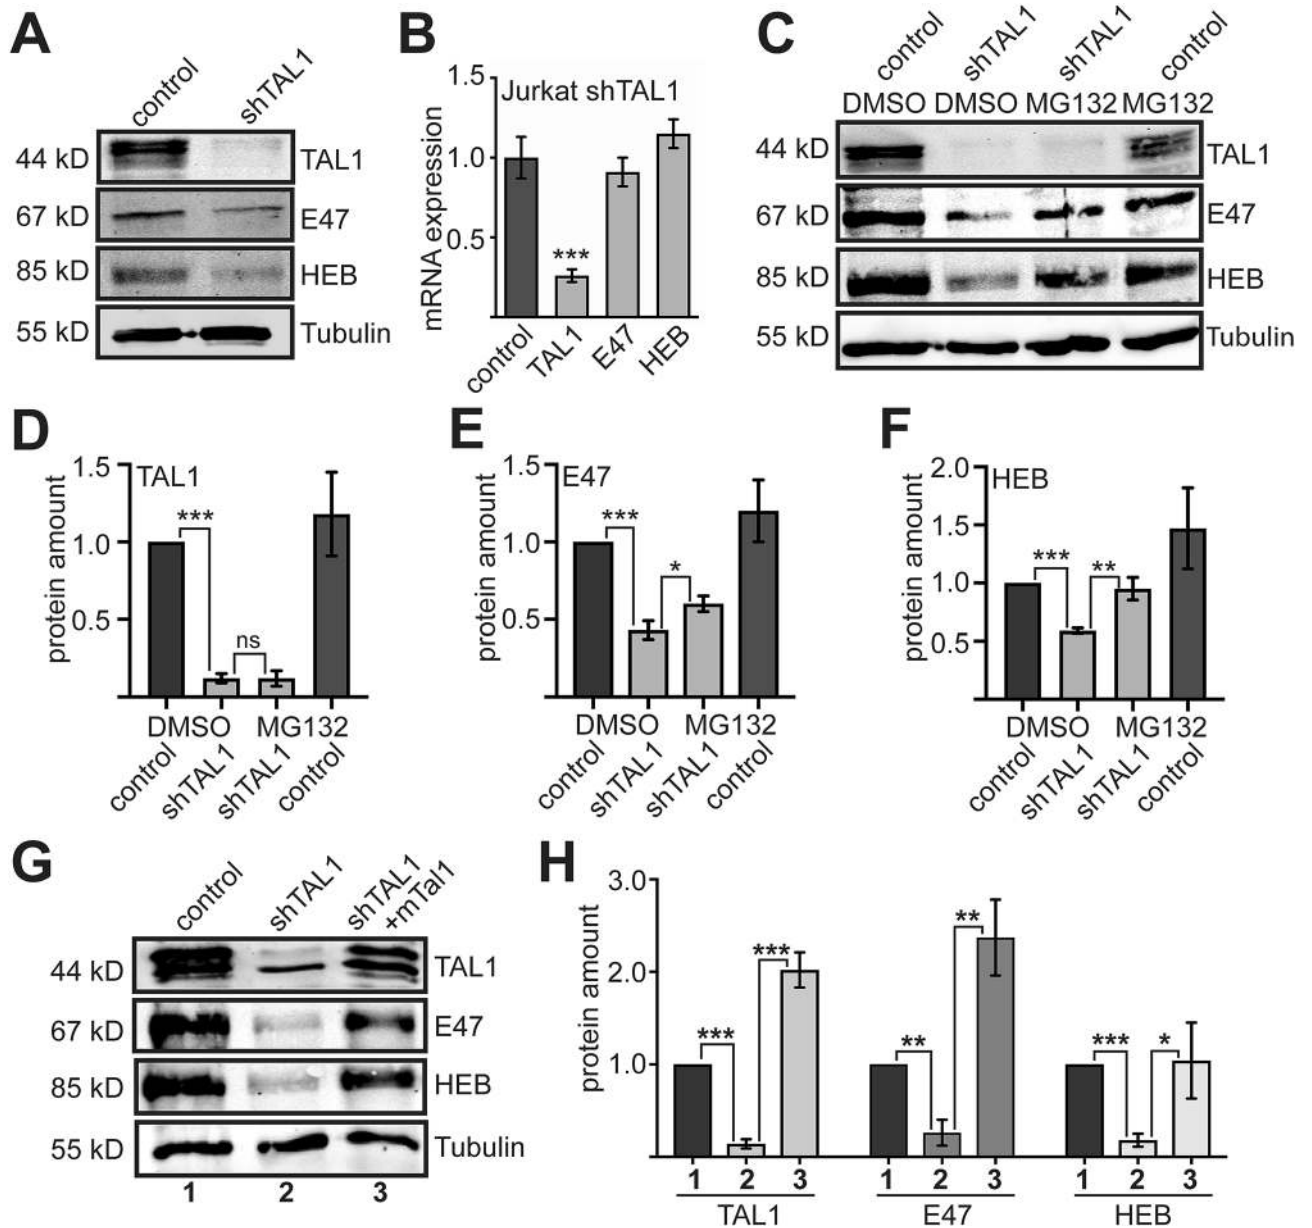 A
control
shTAL1
44 kD
TAL1
67 kD
E47
85 kD
HEB
55 kD
Tubulin
B
mRNA expression
1.5
1.0
0.5
Jurkat shTAL1
***
control
TAL1
E47
HEB
C
control
shTAL1
shTAL1
control
DMSO DMSO MG132 MG132
44 kD
TAL1
67 kD
E47
85 kD
HEB
55 kD
Tubulin
D
protein amount
1.5
1.0
0.5
TAL1
***
ns
DMSO MG132
control
shTAL1
shTAL1
control
E
protein amount
1.5
1.0
0.5
E47
***
*
DMSO MG132
control
shTAL1
shTAL1
control
F
protein amount
2.0
1.5
1.0
0.5
HEB
***
**
DMSO MG132
control
shTAL1
shTAL1
control
G
control
shTAL1
shTAL1
+mTal1
44 kD
TAL1
67 kD
E47
85 kD
HEB
55 kD
Tubulin
1 2 3
H
protein amount
3.0
2.0
1.0
***
***
**
**
***
*
1 2 3 1 2 3 1 2 3
TAL1 E47 HEB